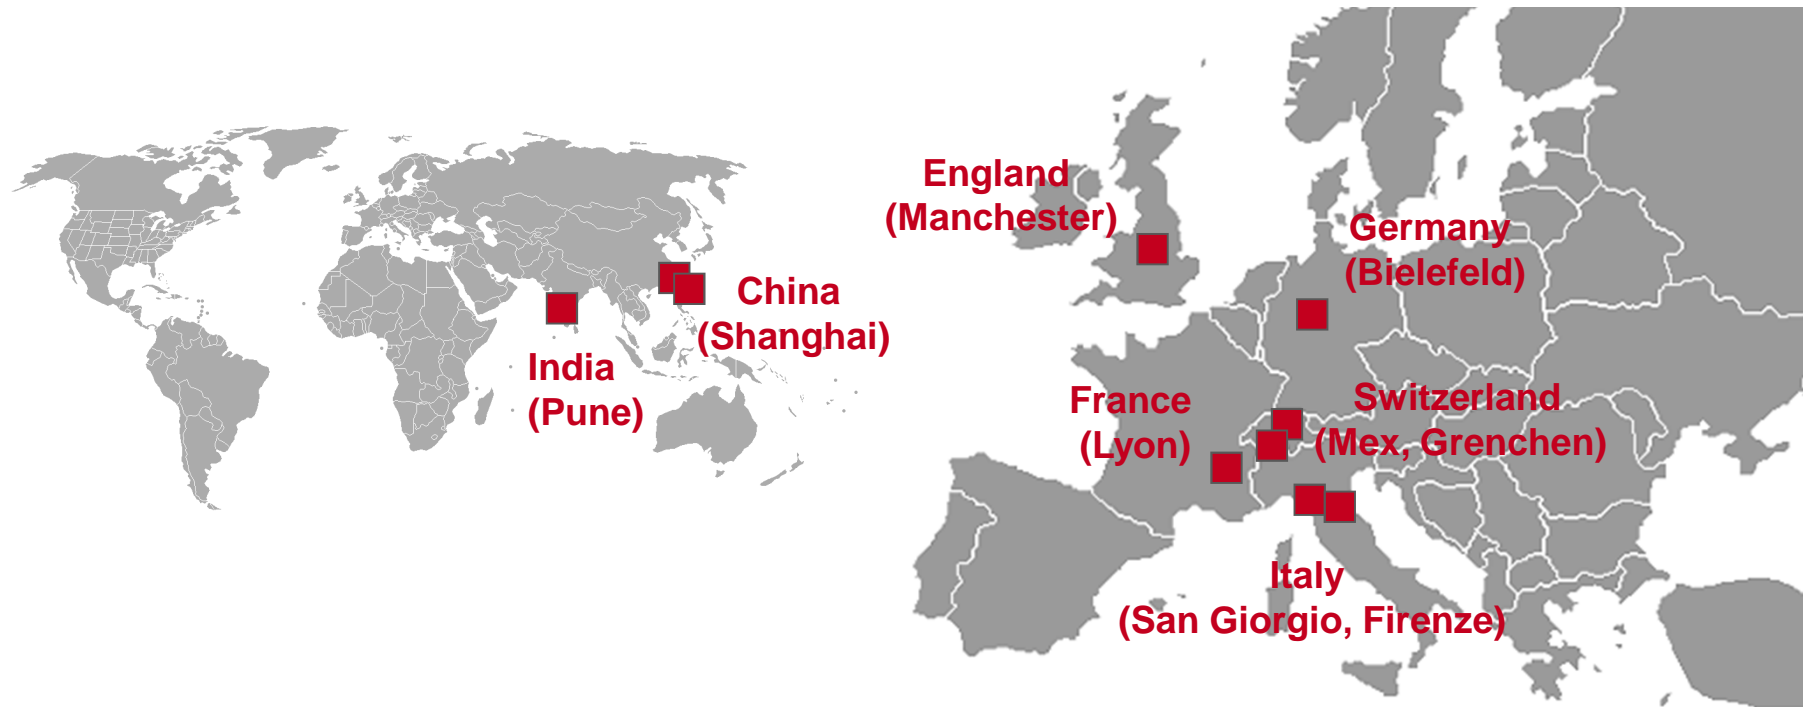 China
(Shanghai)
India
(Pune)
England
(Manchester)
Germany
(Bielefeld)
France
(Lyon)
Switzerland
(Mex, Grenchen)
Italy
(San Giorgio, Firenze)